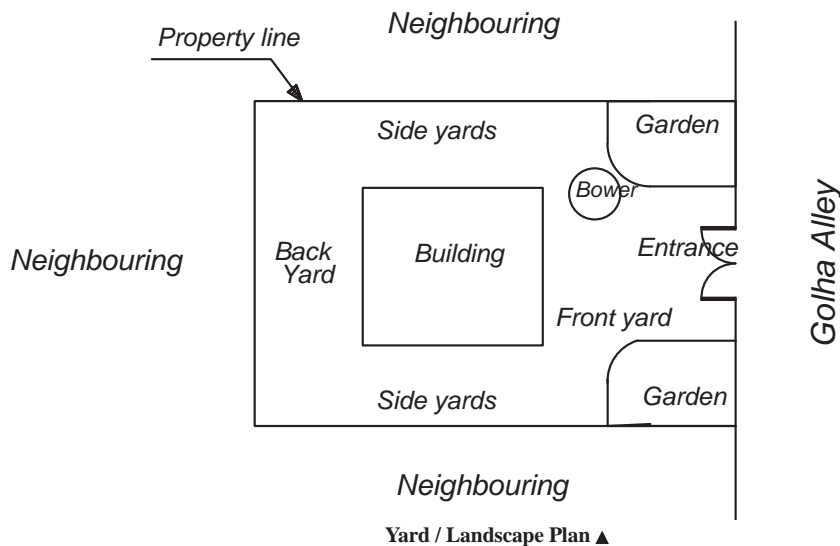 Neighbouring
Property line
Side yards
Garden
Bower
Golha Alley
Neighbouring
Back
Yard
Building
Entrance
Front yard
Side yards
Garden
Neighbouring
Yard / Landscape Plan ▲